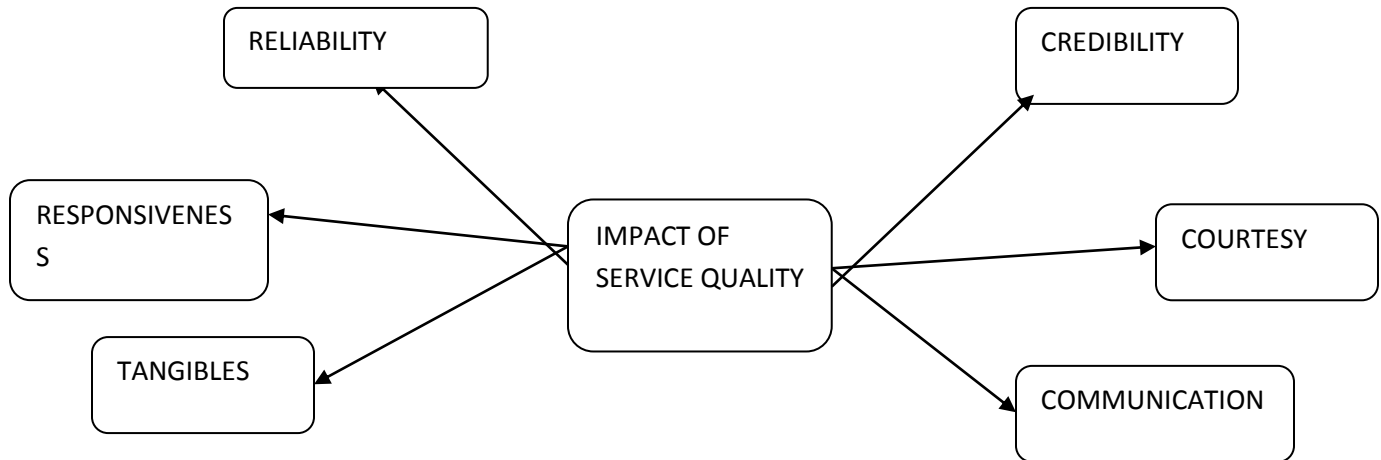 RELIABILITY
CREDIBILITY
RESPONSIVENES
S
IMPACT OF
SERVICE QUALITY
COURTESY
TANGIBLES
COMMUNICATION